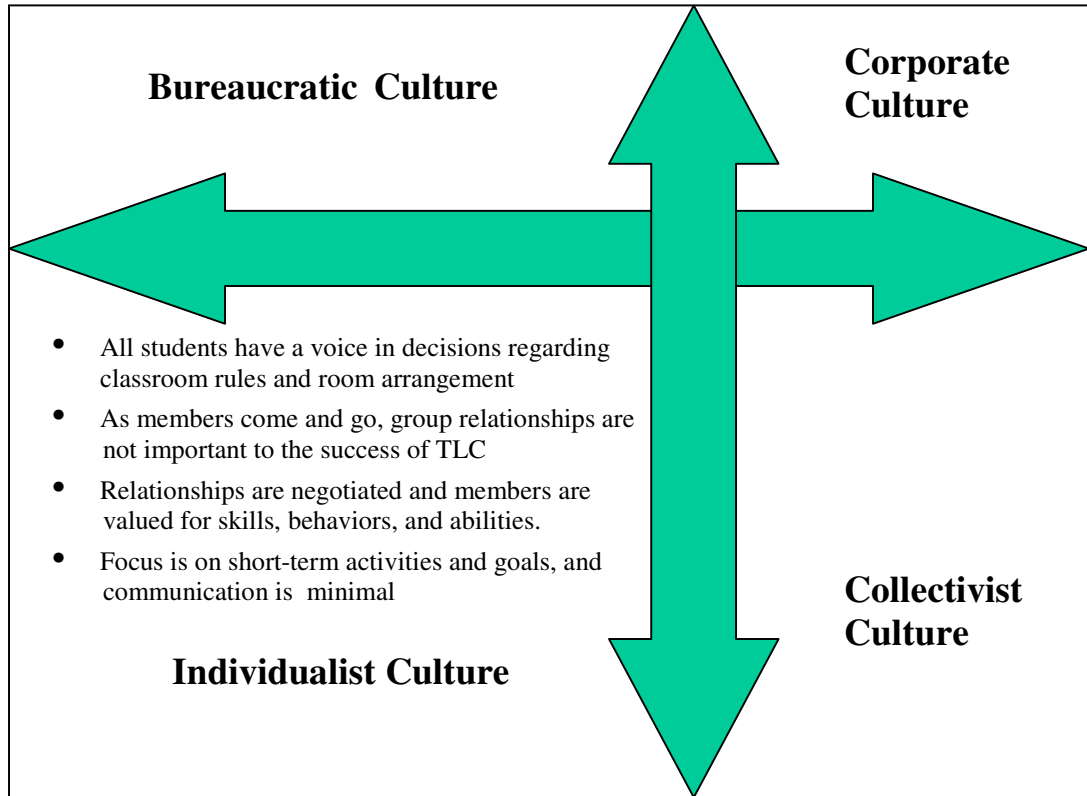 Bureaucratic Culture
Corporate
Culture
• All students have a voice in decisions regarding
classroom rules and room arrangement
• As members come and go, group relationships are
not important to the success of TLC
• Relationships are negotiated and members are
valued for skills, behaviors, and abilities.
• Focus is on short-term activities and goals, and
communication is minimal
Individualist Culture
Collectivist
Culture